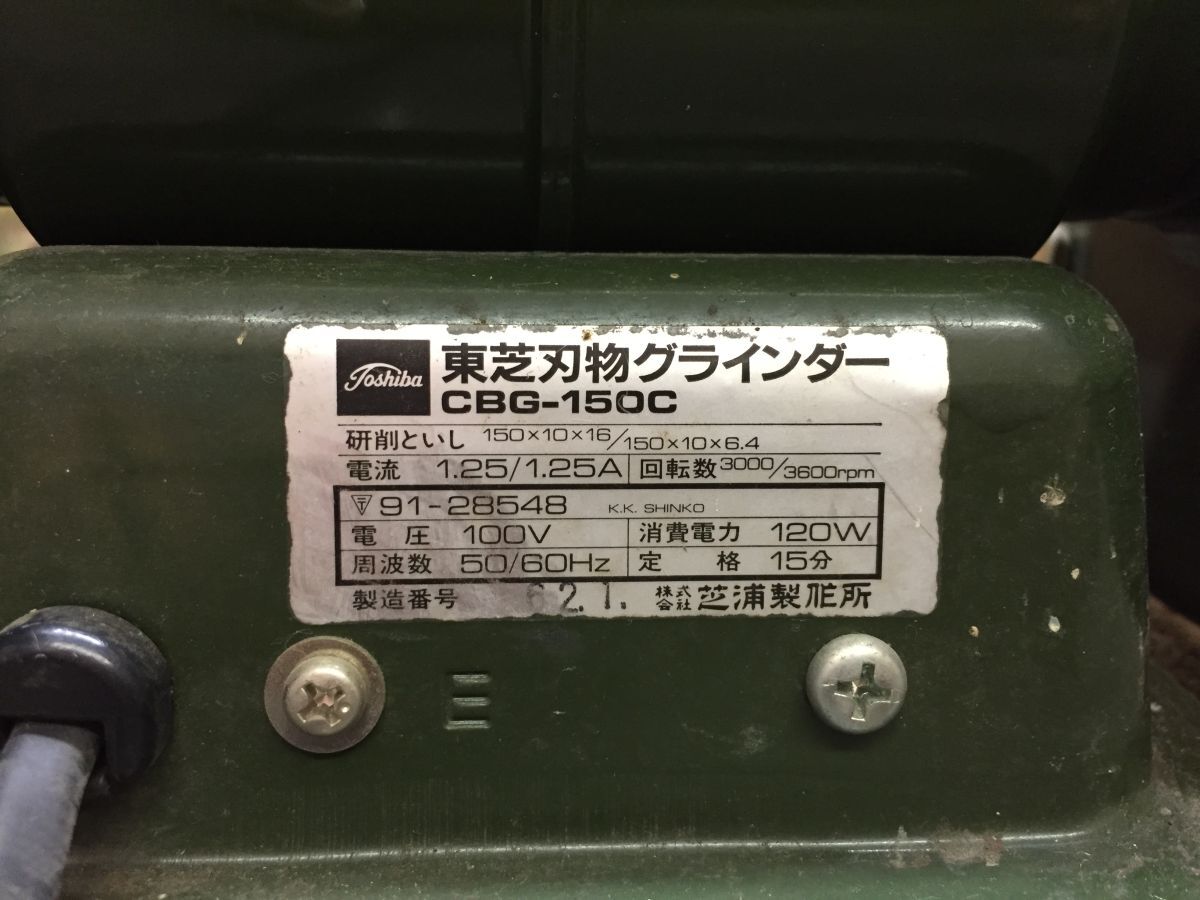 Toshiba 東芝刃物グラインダー
CBG-150C
研削といし 150×10×16/150×10×6.4
電流 1.25/1.25A 回転数 3000/3600rpm
〒 91-28548 K.K. SHINKO
電圧 100V 消費電力 120W
周波数 50/60Hz 定格 15分
製造番号 62.1. 株式会社 芝浦製作所
E